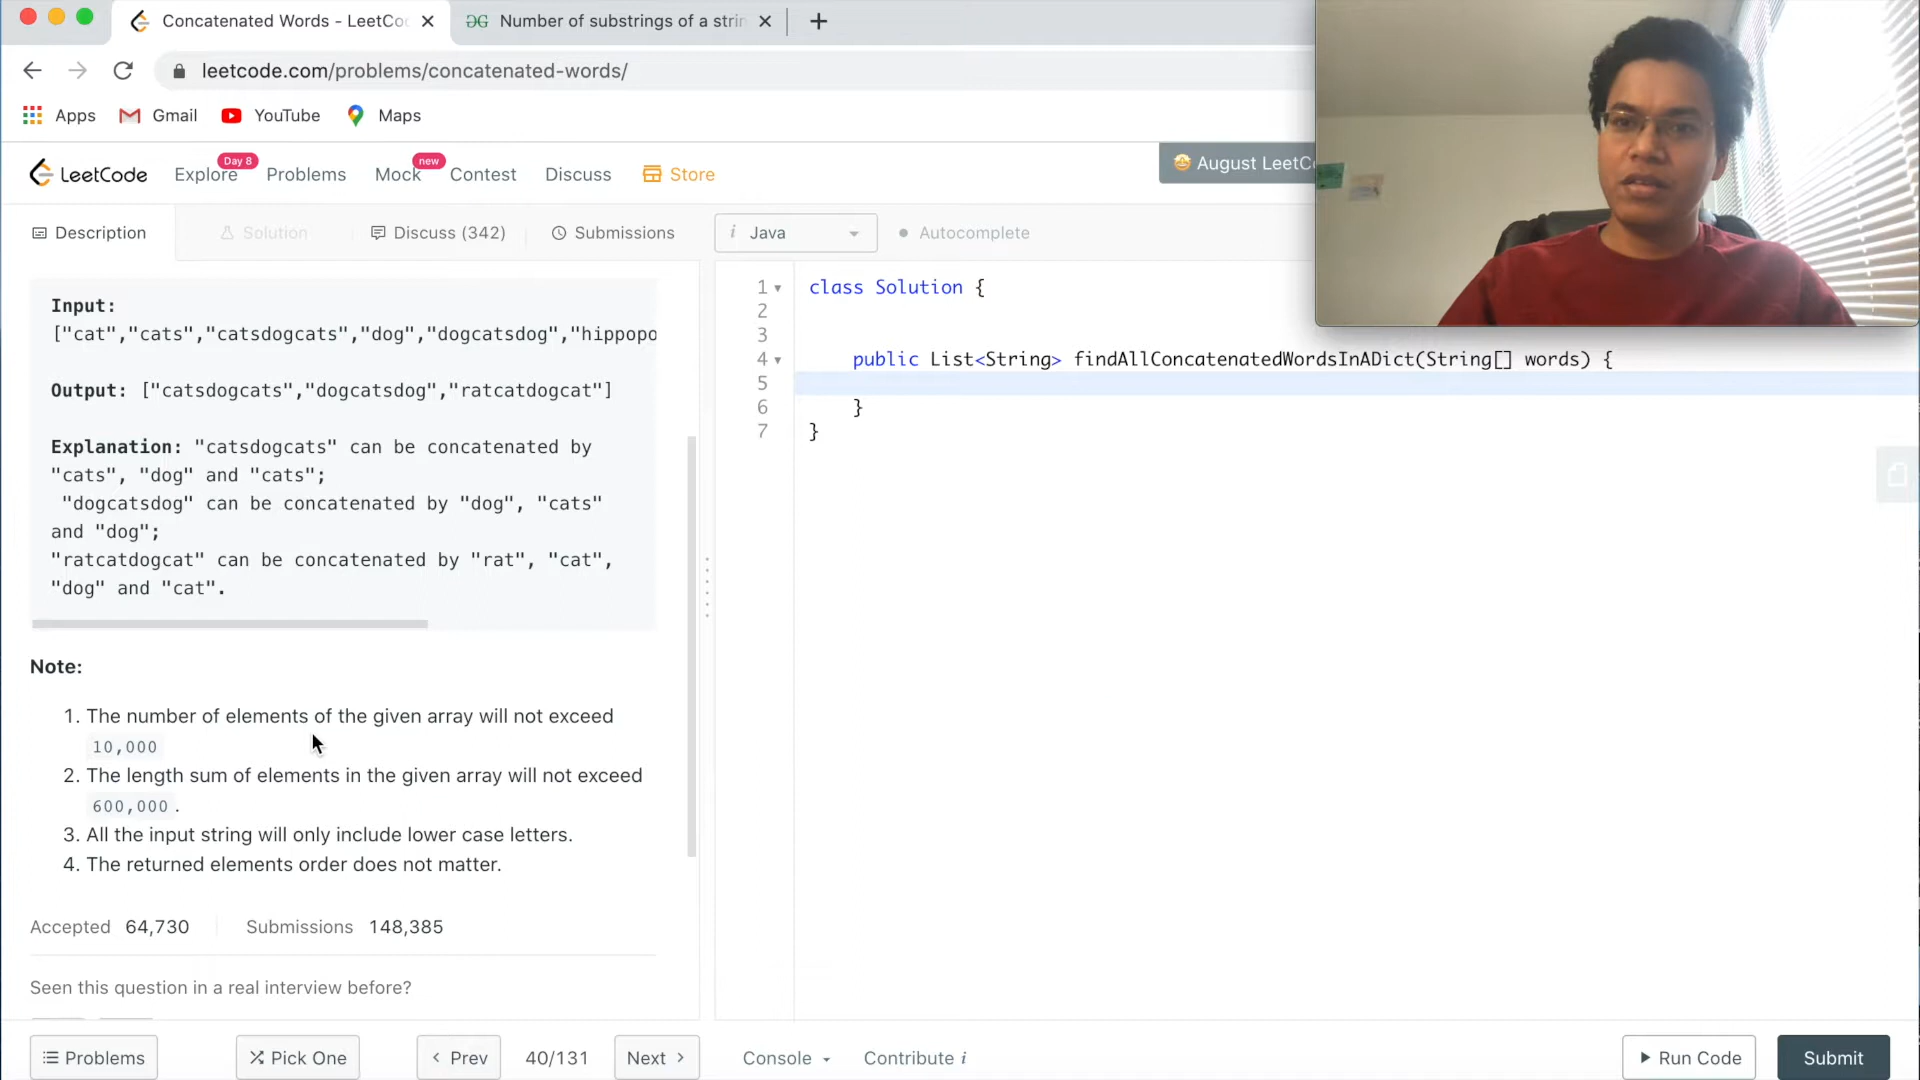 Concatenated Words - LeetCo
Number of substrings of a strin
leetcode.com/problems/concatenated-words/
Apps
Gmail
YouTube
Maps
LeetCode
Explore
Day 8
Problems
Mock
new
Contest
Discuss
Store
August LeetCo
Description
Solution
Discuss (342)
Submissions
i Java
Autocomplete
Input:
["cat","cats","catsdogcats","dog","dogcatsdog","hippopo
Output: ["catsdogcats","dogcatsdog","ratcatdogcat"]
Explanation: "catsdogcats" can be concatenated by
"cats", "dog" and "cats";
"dogcatsdog" can be concatenated by "dog", "cats"
and "dog";
"ratcatdogcat" can be concatenated by "rat", "cat",
"dog" and "cat".
Note:
1. The number of elements of the given array will not exceed
10,000
2. The length sum of elements in the given array will not exceed
600,000 .
3. All the input string will only include lower case letters.
4. The returned elements order does not matter.
Accepted 64,730
Submissions 148,385
Seen this question in a real interview before?
1 class Solution {
2
3
4 public List<String> findAllConcatenatedWordsInADict(String[] words) {
5
6 }
7 }
Problems
Pick One
Prev
40/131
Next
Console
Contribute i
Run Code
Submit